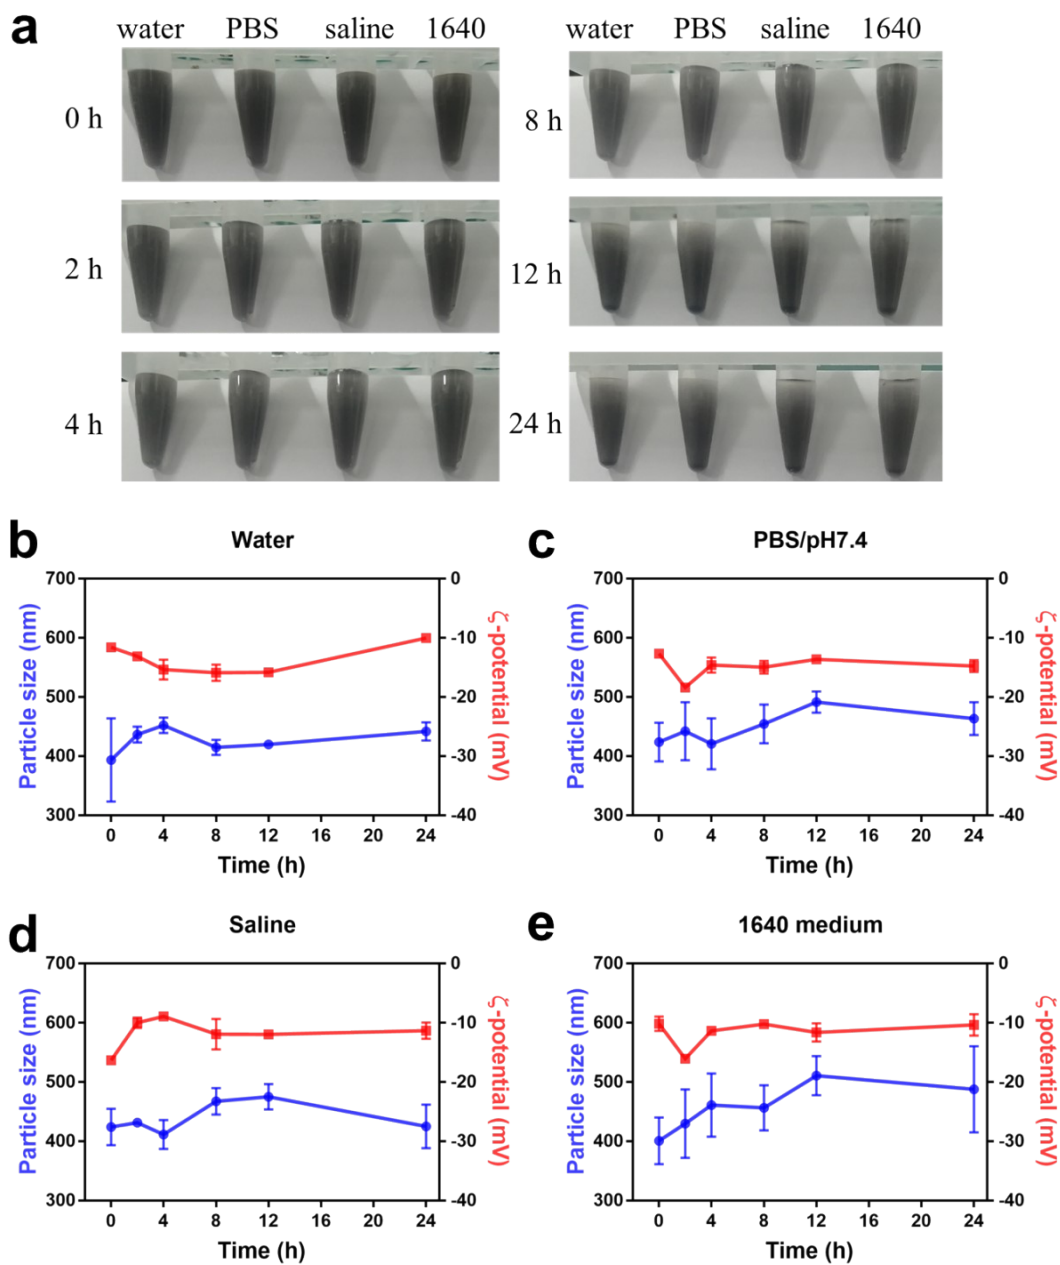 a
water PBS saline 1640
water PBS saline 1640
0 h
8 h
2 h
12 h
4 h
24 h
b
Water
700
600
500
400
300
0
-10
-20
-30
-40
Particle size (nm)
ζ-potential (mV)
0 4 8 12 16 20 24
Time (h)
c
PBS/pH7.4
700
600
500
400
300
0
-10
-20
-30
-40
Particle size (nm)
ζ-potential (mV)
0 4 8 12 16 20 24
Time (h)
d
Saline
700
600
500
400
300
0
-10
-20
-30
-40
Particle size (nm)
ζ-potential (mV)
0 4 8 12 16 20 24
Time (h)
e
1640 medium
700
600
500
400
300
0
-10
-20
-30
-40
Particle size (nm)
ζ-potential (mV)
0 4 8 12 16 20 24
Time (h)